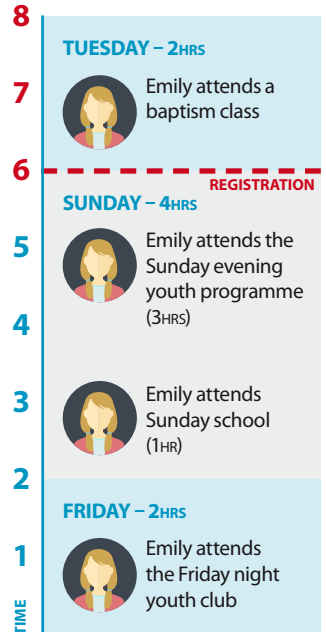 8
TUESDAY – 2HRS
7
Emily attends a
baptism class
6
REGISTRATION
SUNDAY – 4HRS
5
Emily attends the
Sunday evening
youth programme
(3HRS)
4
3
Emily attends
Sunday school
(1HR)
2
FRIDAY – 2HRS
1
Emily attends
the Friday night
youth club
TIME